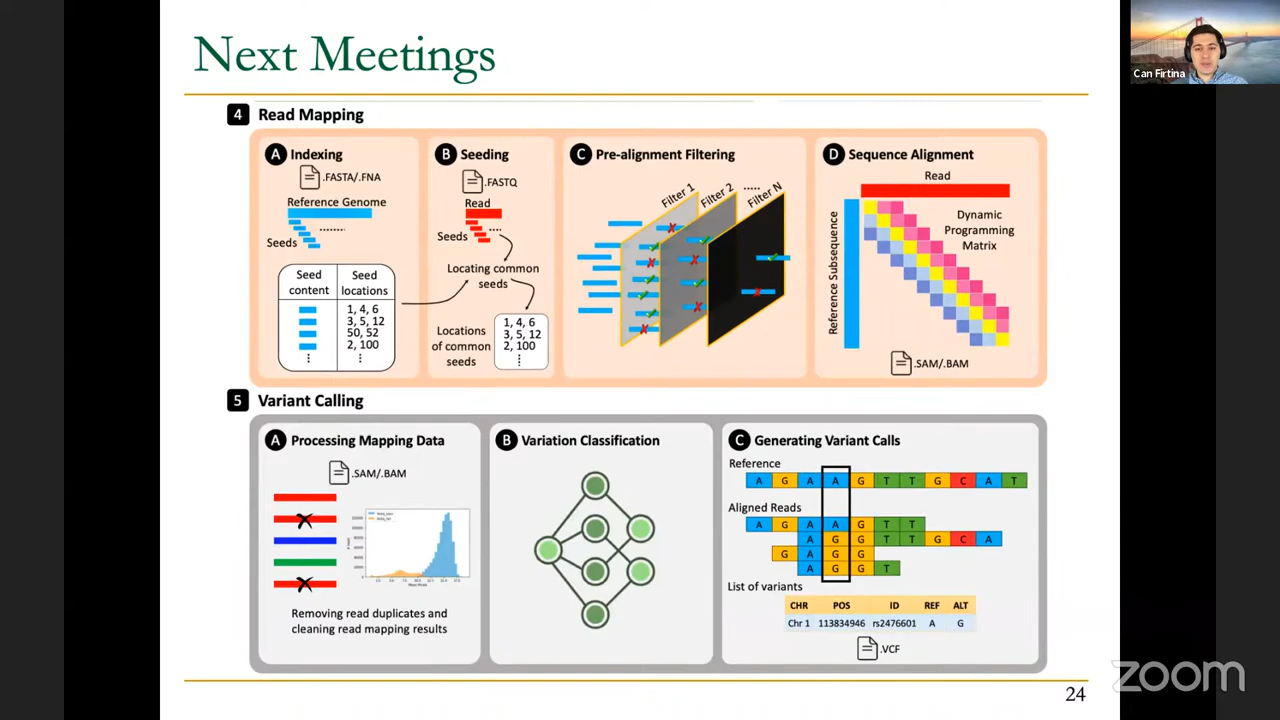 Next Meetings
Can Firtina
4 Read Mapping
A Indexing
.FASTA/.FNA
Reference Genome
Seeds
Seed content
Seed locations
1, 4, 6
3, 5, 12
50, 52
2, 100
B Seeding
.FASTQ
Read
Seeds
Locating common
seeds
Locations
of common
seeds
1, 4, 6
3, 5, 12
2, 100
C Pre-alignment Filtering
Filter 1
Filter 2
Filter N
D Sequence Alignment
Read
Reference Subsequence
Dynamic
Programming
Matrix
.SAM/.BAM
5 Variant Calling
A Processing Mapping Data
.SAM/.BAM
Removing read duplicates and
cleaning read mapping results
B Variation Classification
C Generating Variant Calls
Reference
A G A A G T T G C A T
Aligned Reads
A G A A G T T
A G G T T G C A
G A G G
A G G T
List of variants
CHR POS ID REF ALT
Chr 1 113834946 rs2476601 A G
.VCF
24
zoom